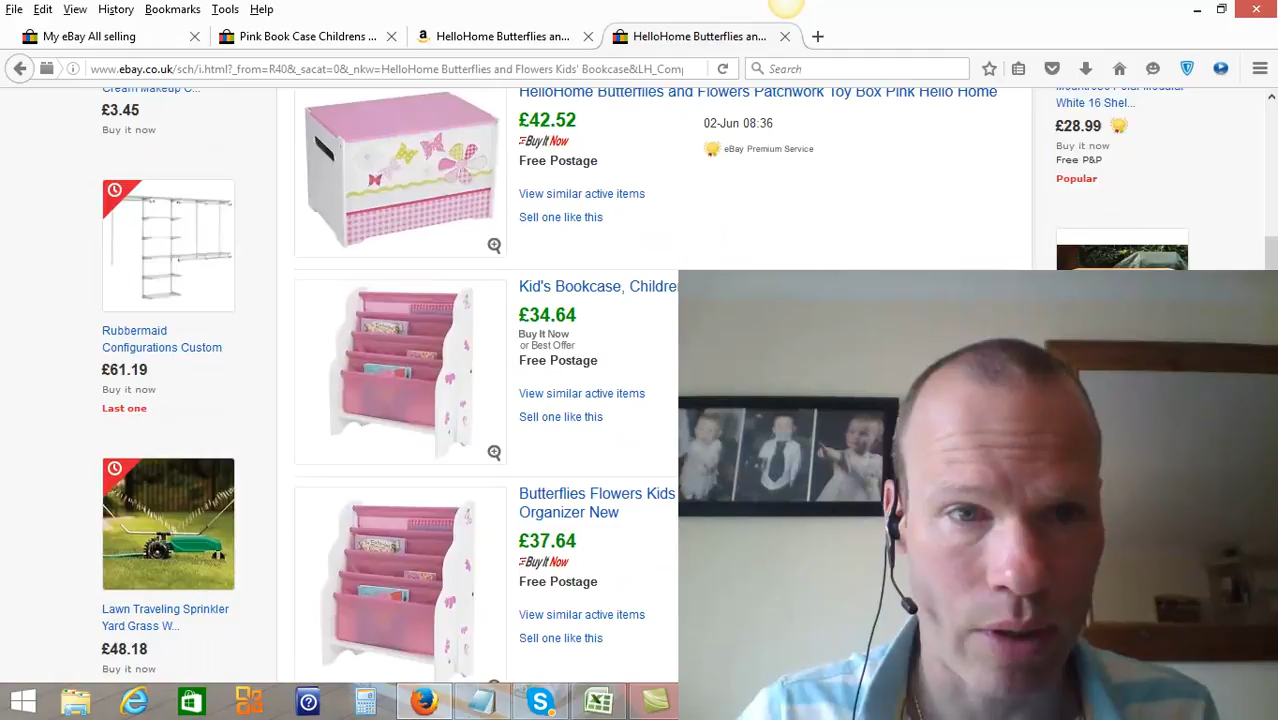 File Edit View History Bookmarks Tools Help
My eBay All selling
Pink Book Case Childrens ...
HelloHome Butterflies an...
HelloHome Butterflies an...
www.ebay.co.uk/sch/i.html?_from=R40&_sacat=0&_nkw=HelloHome Butterflies and Flowers Kids' Bookcase&LH_Comp
Search
Cream Makeup C...
£3.45
Buy it now
Rubbermaid
Configurations Custom
£61.19
Buy it now
Last one
Lawn Traveling Sprinkler
Yard Grass W...
£48.18
Buy it now
HelloHome Butterflies and Flowers Patchwork Toy Box Pink Hello Home
£42.52
02-Jun 08:36
Buy It Now
eBay Premium Service
Free Postage
View similar active items
Sell one like this
Kid's Bookcase, Childre
£34.64
Buy It Now
or Best Offer
Free Postage
View similar active items
Sell one like this
Butterflies Flowers Kids
Organizer New
£37.64
Buy It Now
Free Postage
View similar active items
Sell one like this
White 16 Shel...
£28.99
Buy it now
Free P&P
Popular